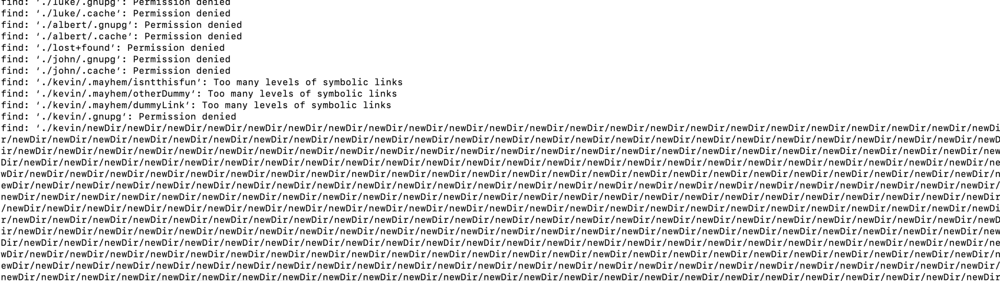 find: './luke/.gnupg': Permission denied
find: './luke/.cache': Permission denied
find: './albert/.gnupg': Permission denied
find: './albert/.cache': Permission denied
find: './lost+found': Permission denied
find: './john/.gnupg': Permission denied
find: './john/.cache': Permission denied
find: './kevin/.mayhem/isntthisfun': Too many levels of symbolic links
find: './kevin/.mayhem/otherDummy': Too many levels of symbolic links
find: './kevin/.mayhem/dummyLink': Too many levels of symbolic links
find: './kevin/.gnupg': Permission denied
find: './kevin/newDir/newDir/newDir/newDir/newDir/newDir/newDir/newDir/newDir/newDir/newDir/newDir/newDir/newDir/newDir/newDir/newDir/newDir/newDir/newDir/newDir/newDir/newDi
r/newDir/newDir/newDir/newDir/newDir/newDir/newDir/newDir/newDir/newDir/newDir/newDir/newDir/newDir/newDir/newDir/newDir/newDir/newDir/newDir/newDir/newDir/newDir/newDir/newD
ir/newDir/newDir/newDir/newDir/newDir/newDir/newDir/newDir/newDir/newDir/newDir/newDir/newDir/newDir/newDir/newDir/newDir/newDir/newDir/newDir/newDir/newDir/newDir/newDir/new
Dir/newDir/newDir/newDir/newDir/newDir/newDir/newDir/newDir/newDir/newDir/newDir/newDir/newDir/newDir/newDir/newDir/newDir/newDir/newDir/newDir/newDir/newDir/newDir/newDir/ne
wDir/newDir/newDir/newDir/newDir/newDir/newDir/newDir/newDir/newDir/newDir/newDir/newDir/newDir/newDir/newDir/newDir/newDir/newDir/newDir/newDir/newDir/newDir/newDir/newDir/n
ewDir/newDir/newDir/newDir/newDir/newDir/newDir/newDir/newDir/newDir/newDir/newDir/newDir/newDir/newDir/newDir/newDir/newDir/newDir/newDir/newDir/newDir/newDir/newDir/newDir/
newDir/newDir/newDir/newDir/newDir/newDir/newDir/newDir/newDir/newDir/newDir/newDir/newDir/newDir/newDir/newDir/newDir/newDir/newDir/newDir/newDir/newDir/newDir/newDir/newDir
/newDir/newDir/newDir/newDir/newDir/newDir/newDir/newDir/newDir/newDir/newDir/newDir/newDir/newDir/newDir/newDir/newDir/newDir/newDir/newDir/newDir/newDir/newDir/newDir/newDi
r/newDir/newDir/newDir/newDir/newDir/newDir/newDir/newDir/newDir/newDir/newDir/newDir/newDir/newDir/newDir/newDir/newDir/newDir/newDir/newDir/newDir/newDir/newDir/newDir/newD
ir/newDir/newDir/newDir/newDir/newDir/newDir/newDir/newDir/newDir/newDir/newDir/newDir/newDir/newDir/newDir/newDir/newDir/newDir/newDir/newDir/newDir/newDir/newDir/newDir/new
Dir/newDir/newDir/newDir/newDir/newDir/newDir/newDir/newDir/newDir/newDir/newDir/newDir/newDir/newDir/newDir/newDir/newDir/newDir/newDir/newDir/newDir/newDir/newDir/newDir/ne
wDir/newDir/newDir/newDir/newDir/newDir/newDir/newDir/newDir/newDir/newDir/newDir/newDir/newDir/newDir/newDir/newDir/newDir/newDir/newDir/newDir/newDir/newDir/newDir/newDir/n
ewDir/newDir/newDir/newDir/newDir/newDir/newDir/newDir/newDir/newDir/newDir/newDir/newDir/newDir/newDir/newDir/newDir/newDir/newDir/newDir/newDir/newDir/newDir/newDir/newDir/
newDir/newDir/newDir/newDir/newDir/newDir/newDir/newDir/newDir/newDir/newDir/newDir/newDir/newDir/newDir/newDir/newDir/newDir/newDir/newDir/newDir/newDir/newDir/newDir/newDir